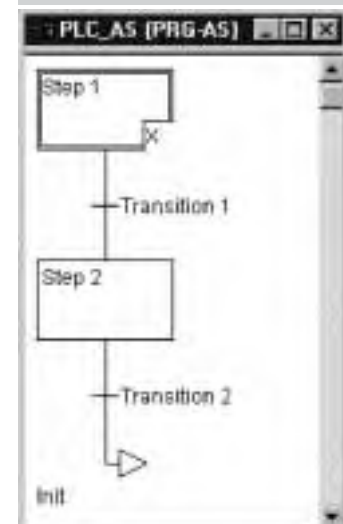 PLC_AS (PRG-AS)
Step 1
X
Transition 1
Step 2
Transition 2
Init